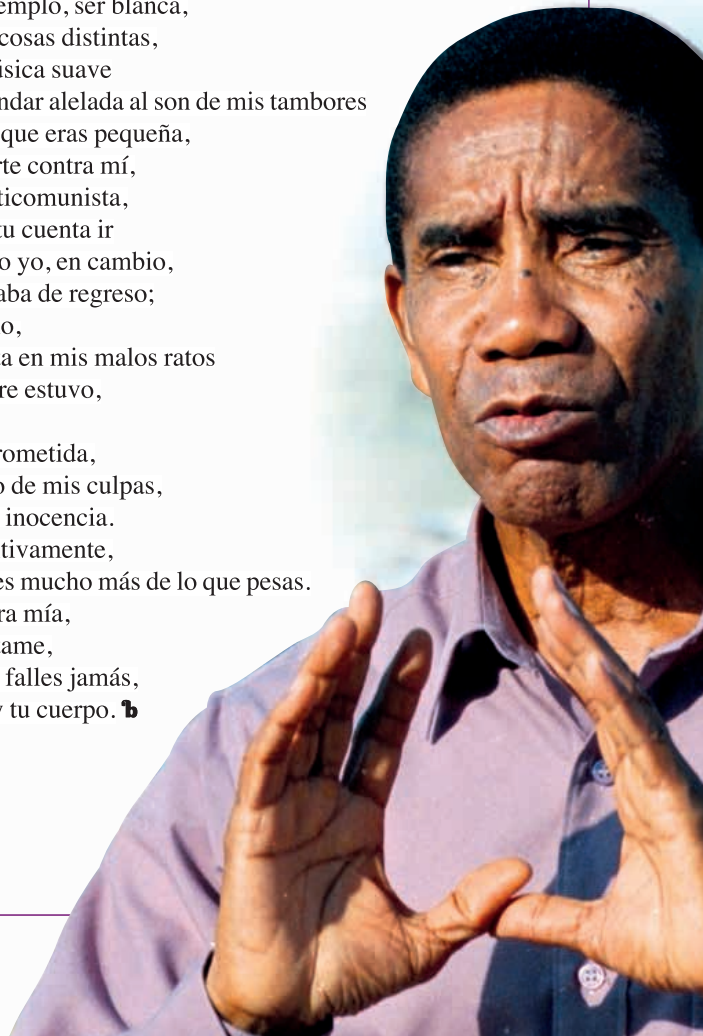 emplo, ser blanca,
cosas distintas,
úsica suave
ndar alelada al son de mis tambores
que eras pequeña,
rte contra mí,
ticomunista,
tu cuenta ir
o yo, en cambio,
aba de regreso;
o,
a en mis malos ratos
re estuvo,
rometida,
o de mis culpas,
inocencia.
tivamente,
es mucho más de lo que pesas.
ra mía,
ame,
falles jamás,
y tu cuerpo. b